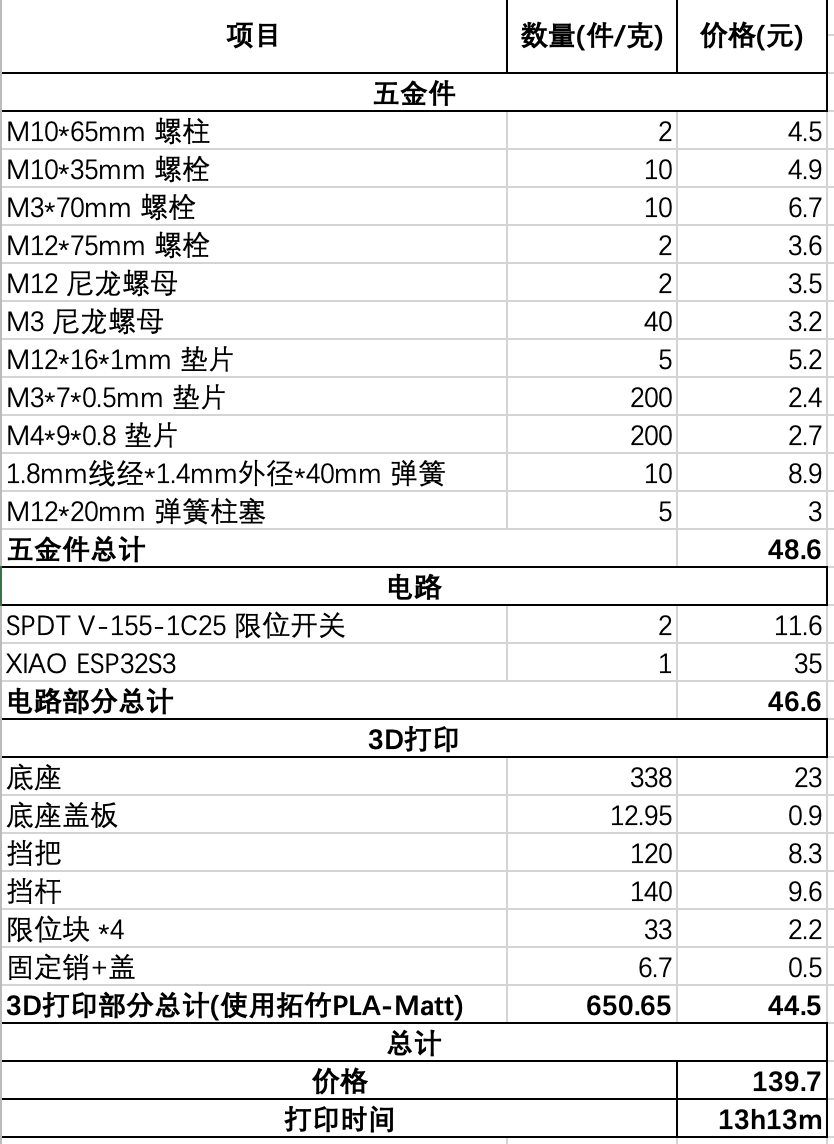 项目 数量(件/克) 价格(元)
五金件
M10*65mm 螺柱 2 4.5
M10*35mm 螺栓 10 4.9
M3*70mm 螺栓 10 6.7
M12*75mm 螺栓 2 3.6
M12 尼龙螺母 2 3.5
M3 尼龙螺母 40 3.2
M12*16*1mm 垫片 5 5.2
M3*7*0.5mm 垫片 200 2.4
M4*9*0.8 垫片 200 2.7
1.8mm线经*1.4mm外径*40mm 弹簧 10 8.9
M12*20mm 弹簧柱塞 5 3
五金件总计 48.6
电路
SPDT V-155-1C25 限位开关 2 11.6
XIAO ESP32S3 1 35
电路部分总计 46.6
3D打印
底座 338 23
底座盖板 12.95 0.9
挡把 120 8.3
挡杆 140 9.6
限位块 *4 33 2.2
固定销+盖 6.7 0.5
3D打印部分总计(使用拓竹PLA-Matt) 650.65 44.5
总计
价格 139.7
打印时间 13h13m